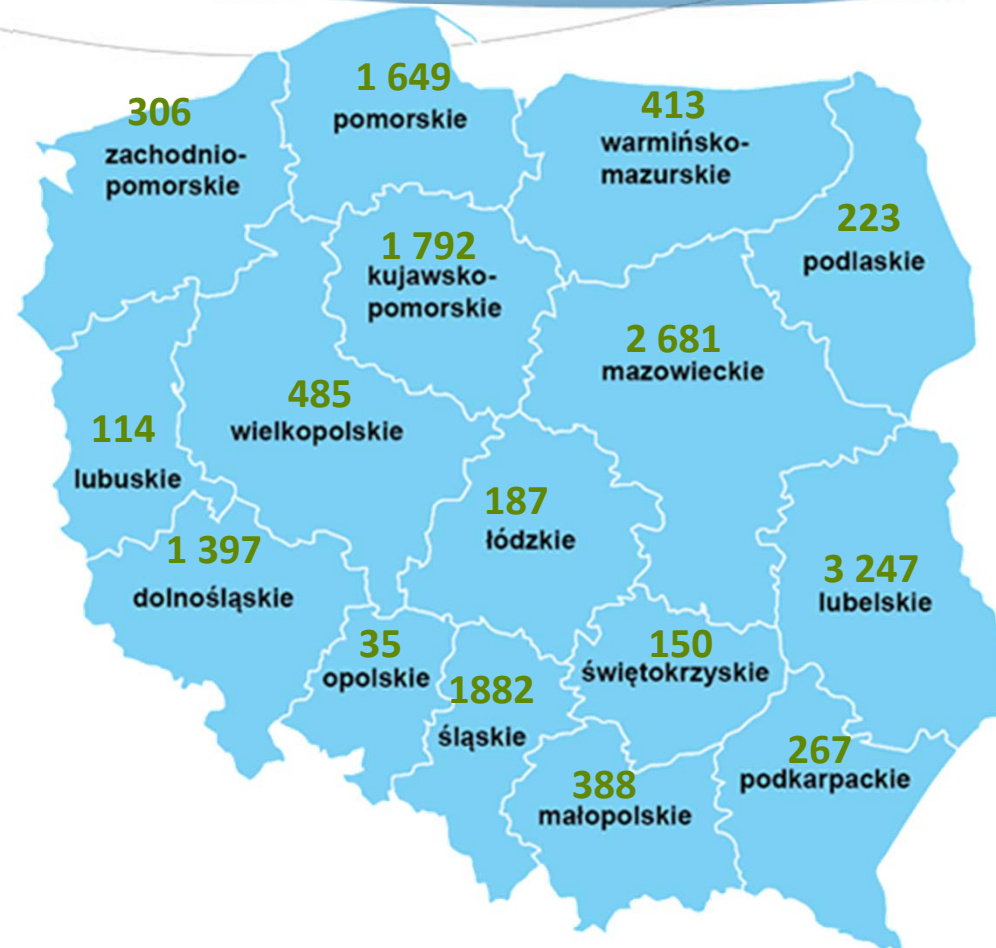 1 649
pomorskie
306
zachodnio-
pomorskie
413
warmińsko-
mazurskie
223
podlaskie
1 792
kujawsko-
pomorskie
2 681
mazowieckie
485
wielkopolskie
114
lubuskie
187
łódzkie
1 397
dolnośląskie
3 247
lubelskie
35
opolskie
1882
śląskie
150
świętokrzyskie
267
podkarpackie
388
małopolskie